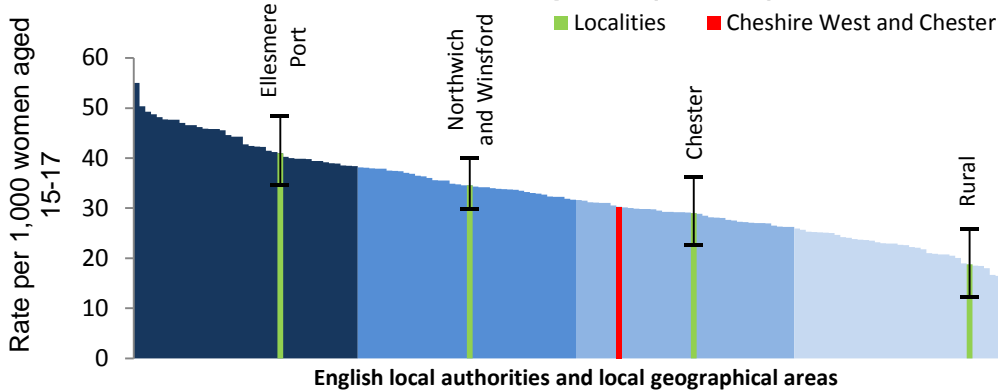 Localities
Cheshire West and Chester
Rate per 1,000 women aged
15-17
60
50
40
30
20
10
0
Ellesmere
Port
Northwich
and Winsford
Chester
Rural
English local authorities and local geographical areas